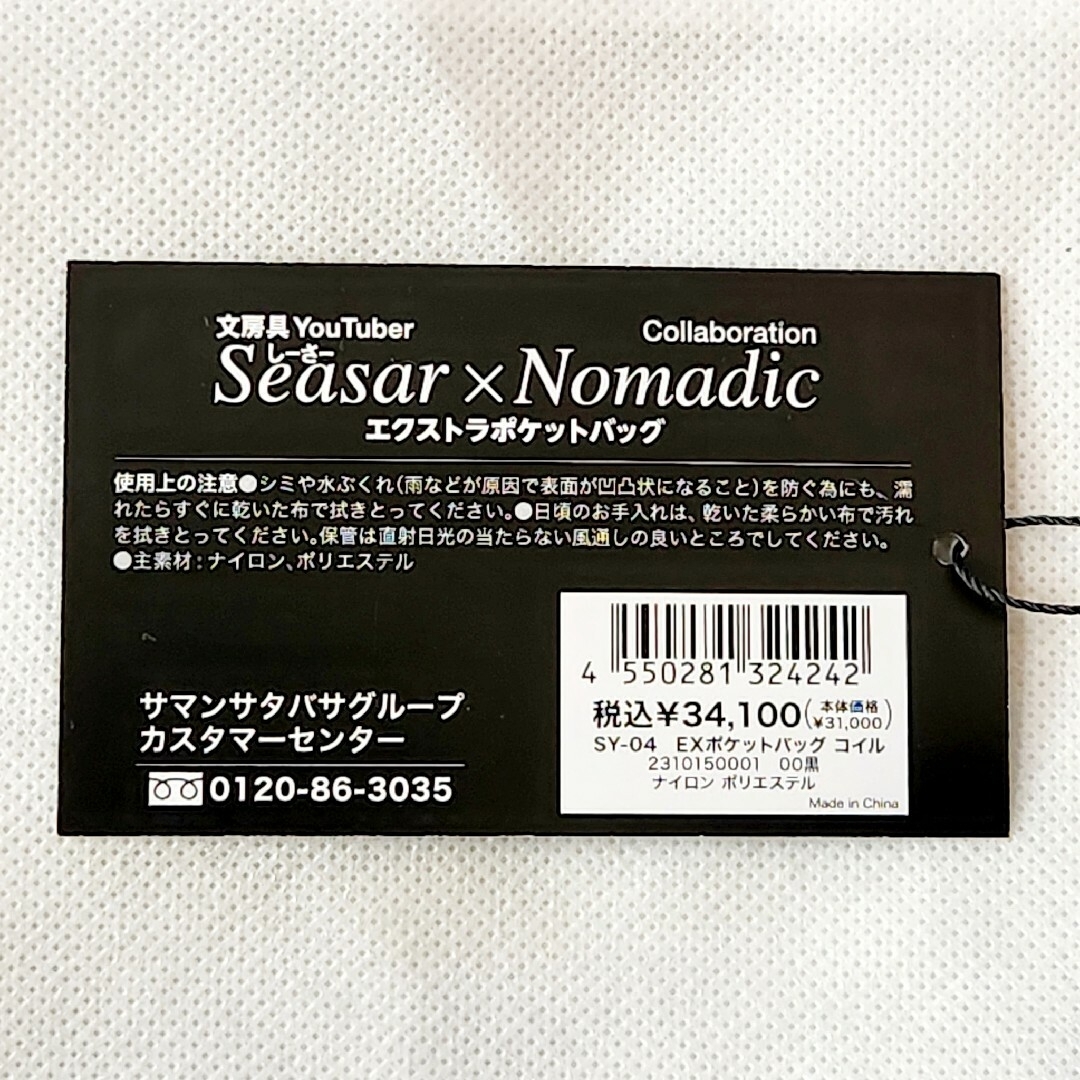 文房具YouTuber Collaboration
しーさー
Seasar×Nomadic
エクストラポケットバッグ
使用上の注意●シミや水ぶくれ(雨などが原因で表面が凹凸状になること)を防ぐ為にも、濡
れたらすぐに乾いた布で拭きとってください。●日頃のお手入れは、乾いた柔らかい布で汚れ
を拭きとってください。保管は直射日光の当たらない風通しの良いところでしてください。
●主素材:ナイロン、ポリエステル
サマンサタバサグループ
カスタマーセンター
0120-86-3035
4 550281 324242
税込¥34,100(本体価格 ¥31,000)
SY-04 EXポケットバッグ コイル
2310150001 00黒
ナイロン ポリエステル
Made in China